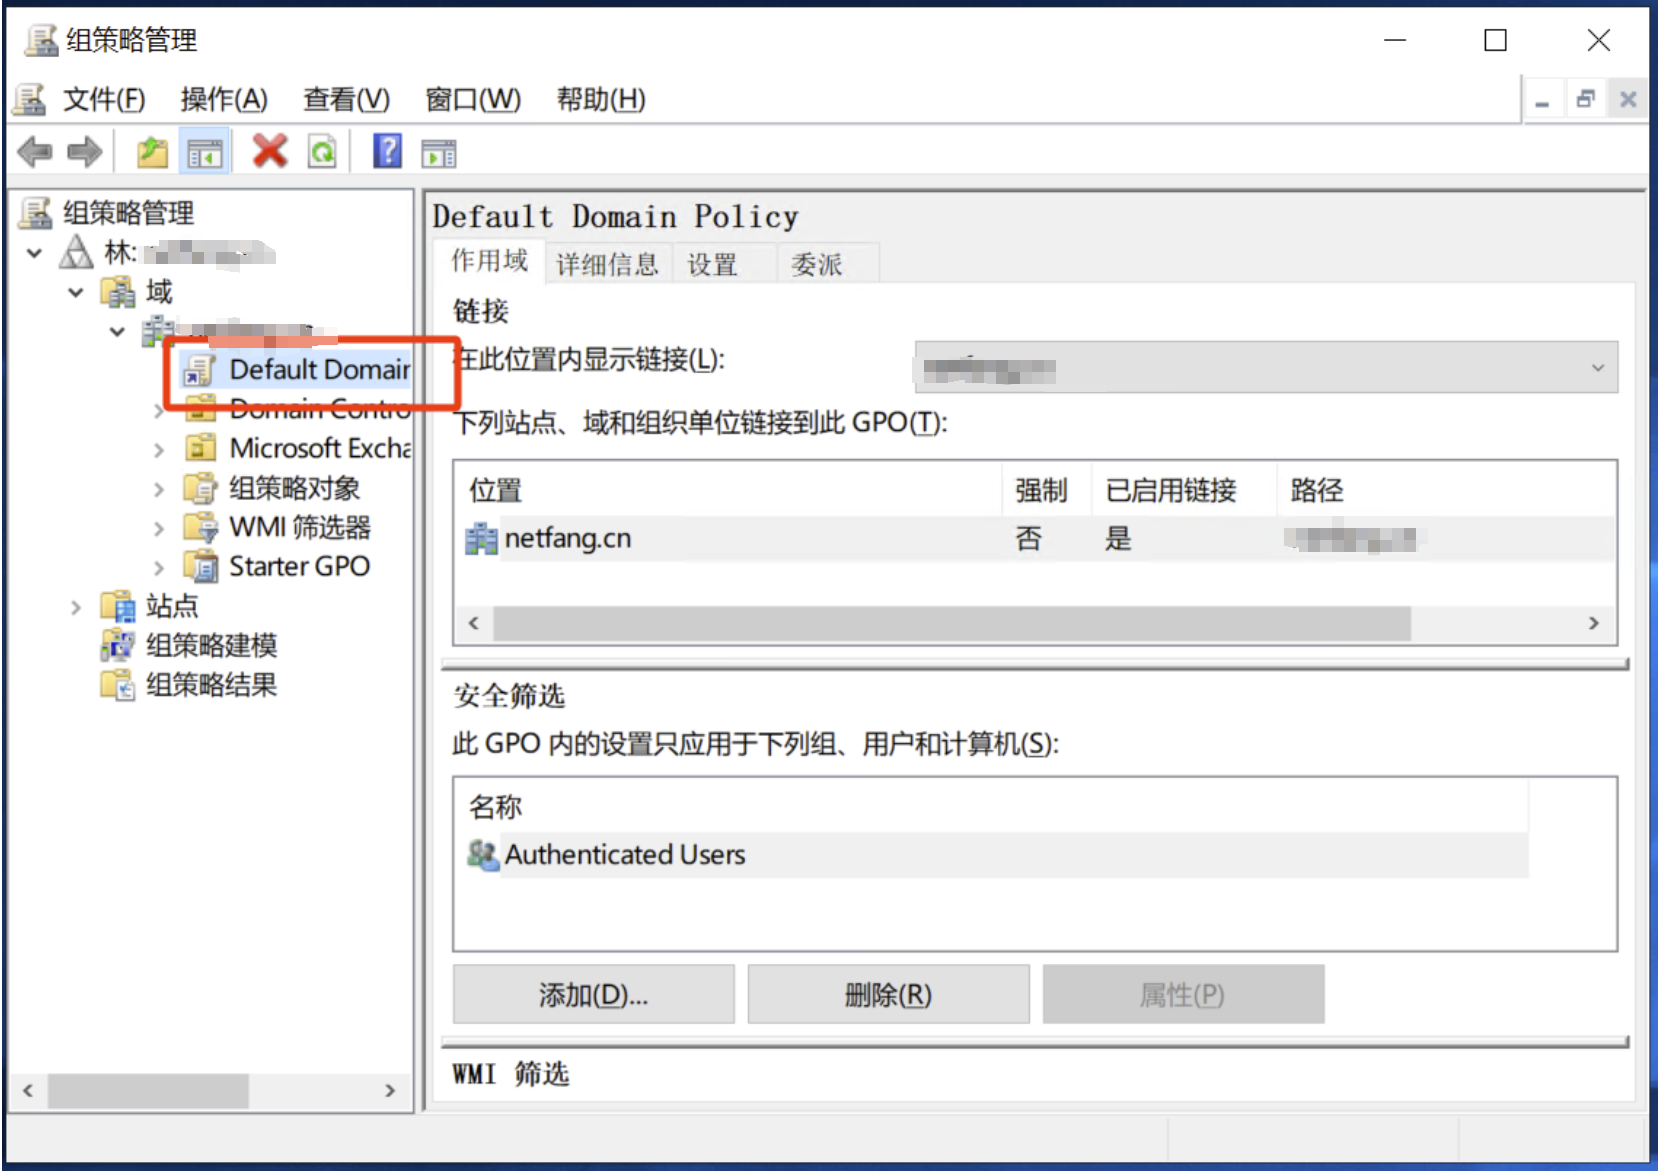 组策略管理
文件(F) 操作(A) 查看(V) 窗口(W) 帮助(H)
组策略管理
林:
域
Default Domain
Domain Contro
Microsoft Excha
组策略对象
WMI 筛选器
Starter GPO
站点
组策略建模
组策略结果
Default Domain Policy
作用域 详细信息 设置 委派
链接
在此位置内显示链接(L):
下列站点、域和组织单位链接到此 GPO(T):
位置 强制 已启用链接 路径
netfang.cn 否 是
安全筛选
此 GPO 内的设置只应用于下列组、用户和计算机(S):
名称
Authenticated Users
添加(D)... 删除(R) 属性(P)
WMI 筛选